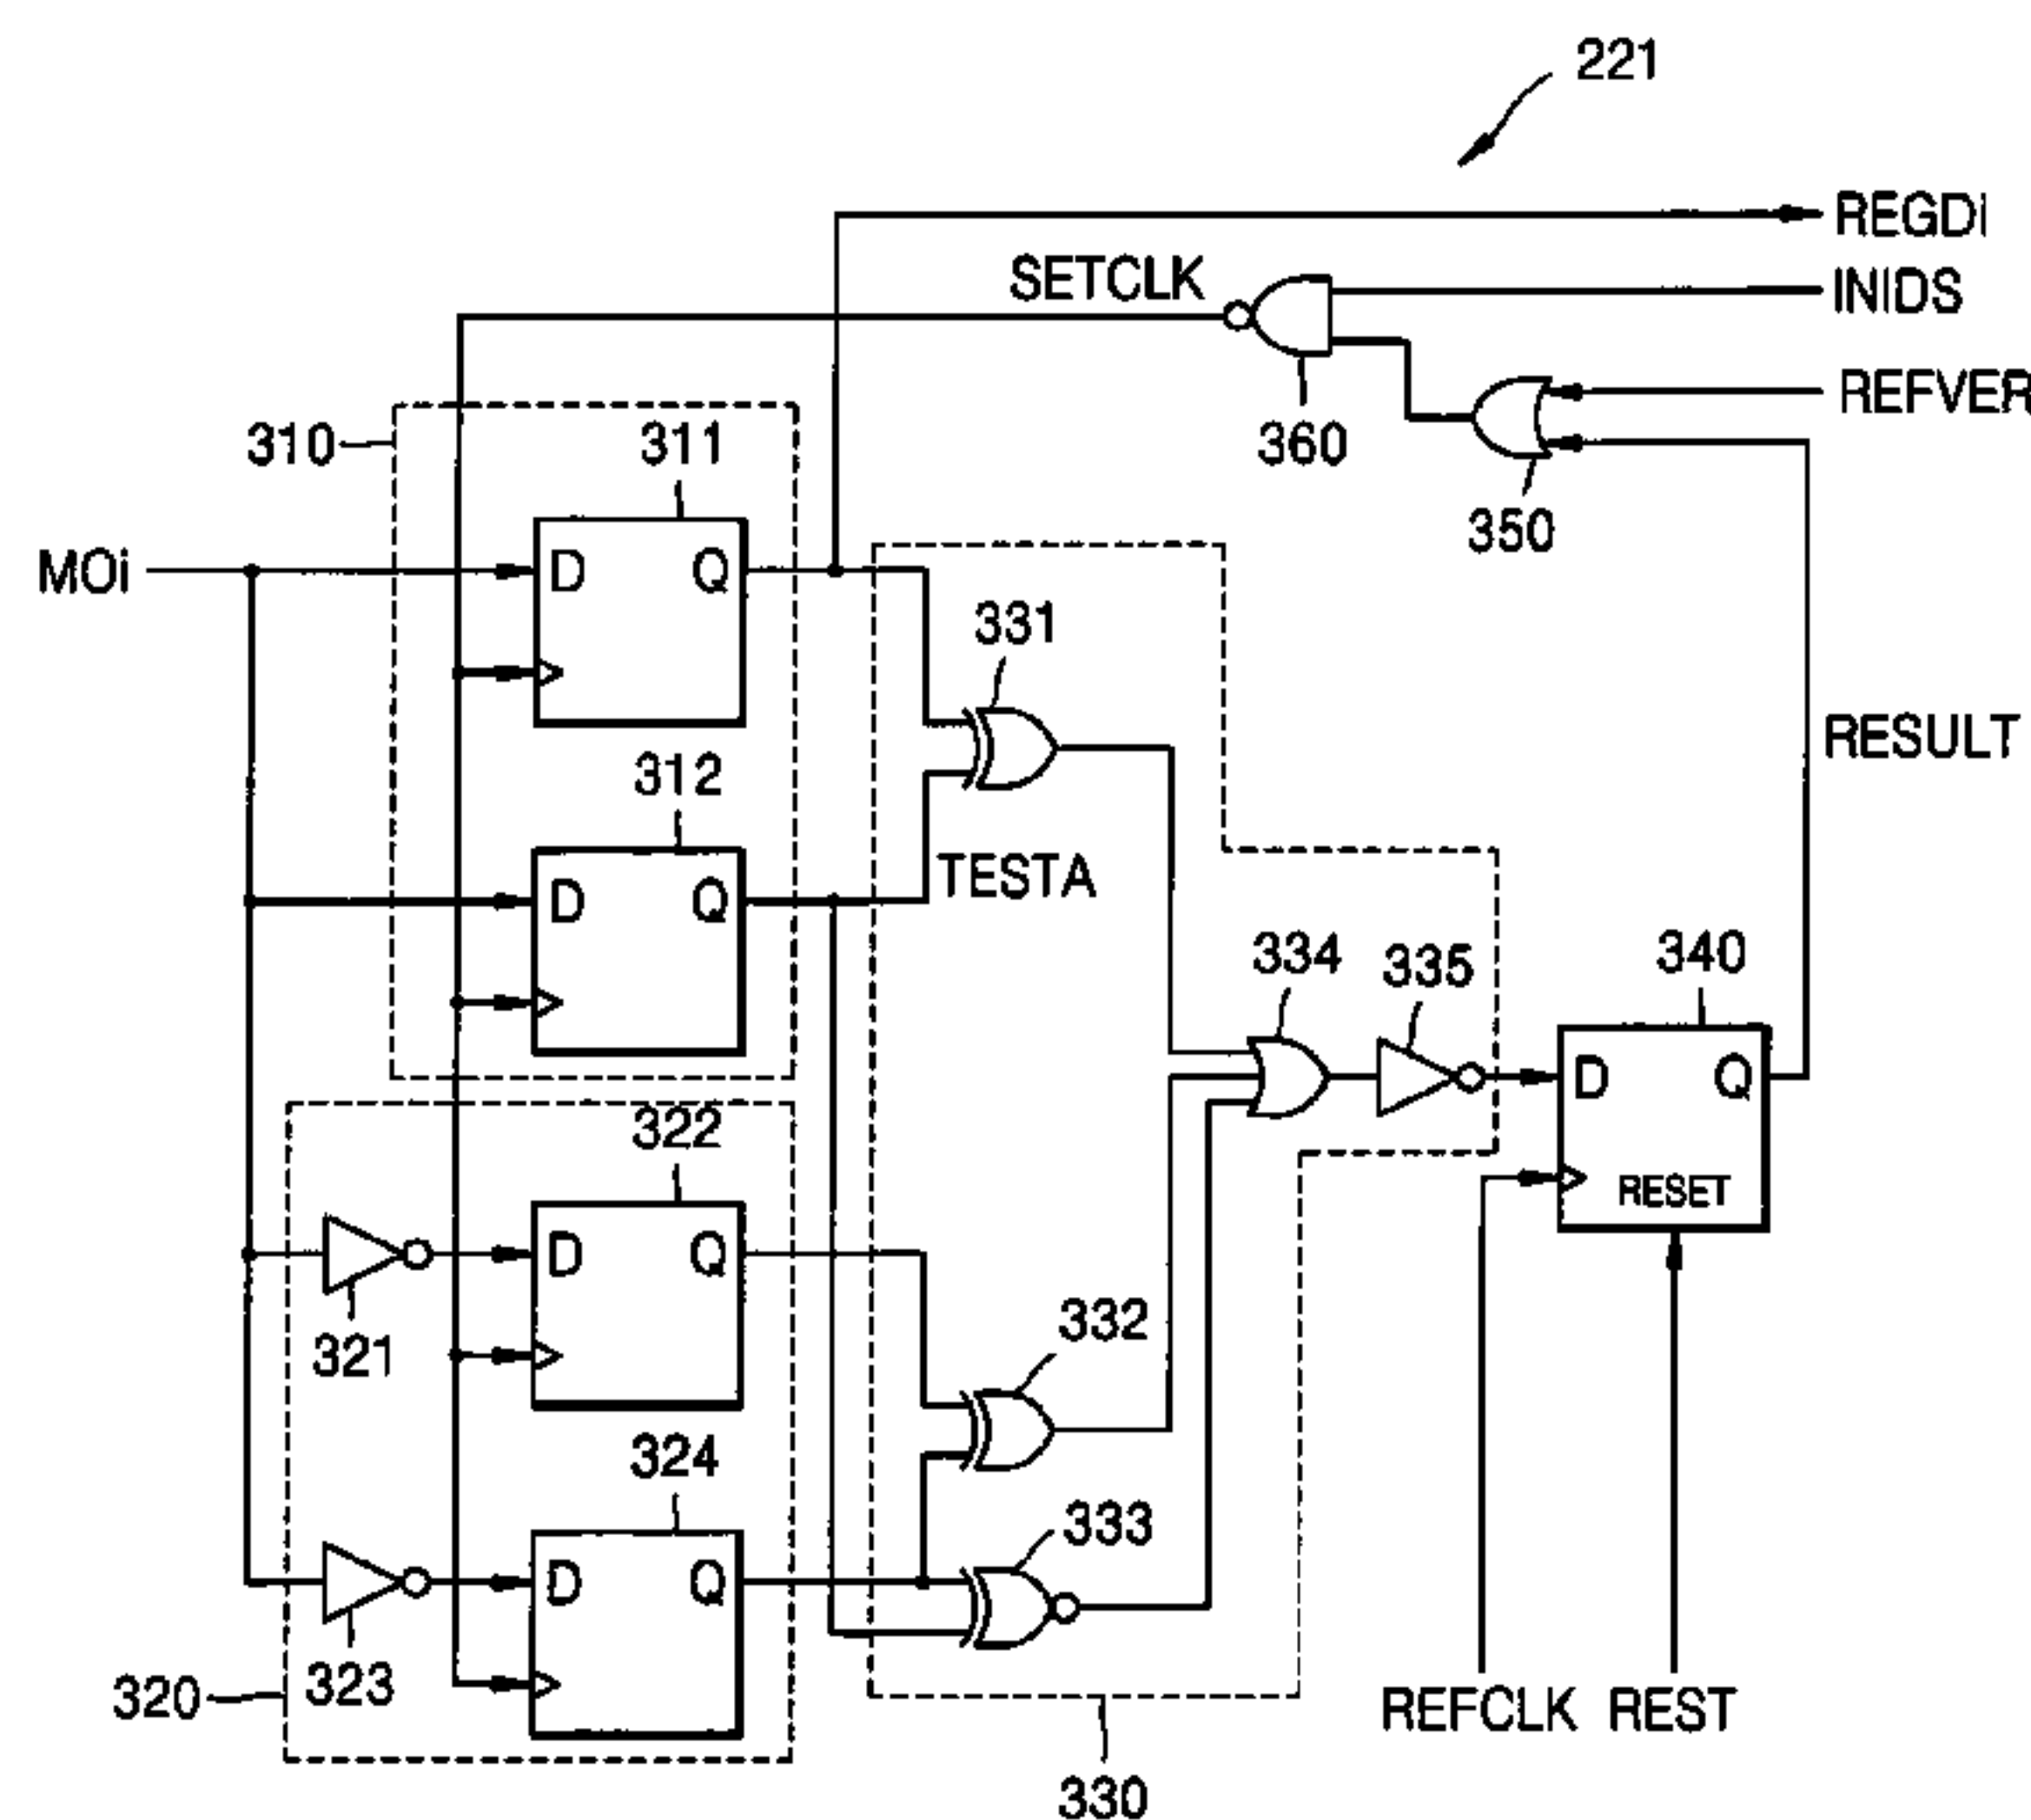 221
REGDi
SETCLK
INIDS
REFVER
310
311
360
350
MOi
D Q
331
RESULT
312
TESTA
D Q
334
335
340
D Q
322
RESET
D Q
321
332
324
333
D Q
323
320
REFCLK REST
330